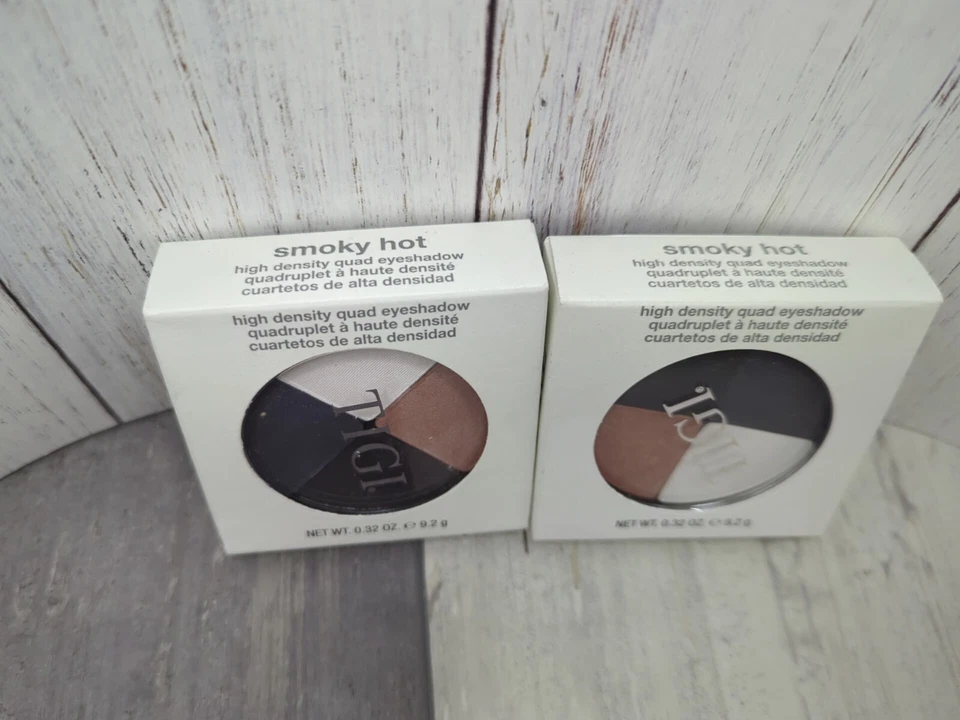 smoky hot
high density quad eyeshadow
quadruplet à haute densité
cuartetos de alta densidad
high density quad eyeshadow
quadruplet à haute densité
cuartetos de alta densidad
TIGI
NET WT. 0.32 OZ. ℮ 9.2 g
smoky hot
high density quad eyeshadow
quadruplet à haute densité
cuartetos de alta densidad
high density quad eyeshadow
quadruplet à haute densité
cuartetos de alta densidad
TIGI
NET WT. 0.32 OZ. ℮ 9.2 g